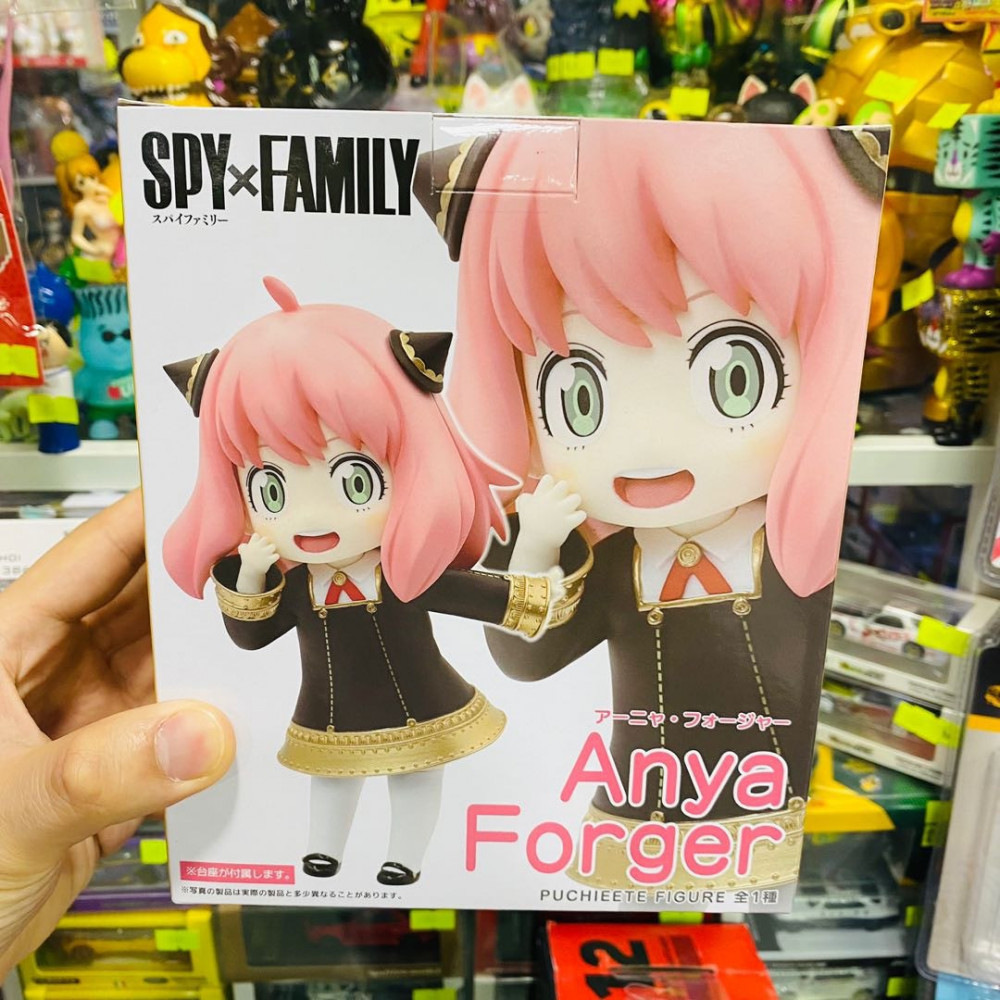 SPY×FAMILY
スパイファミリー
アーニャ・フォージャー
Anya
Forger
PUCHIEETE FIGURE 全1種
※台座が付属します。
※写真の製品は実際の製品と多少異なることがあります。
12